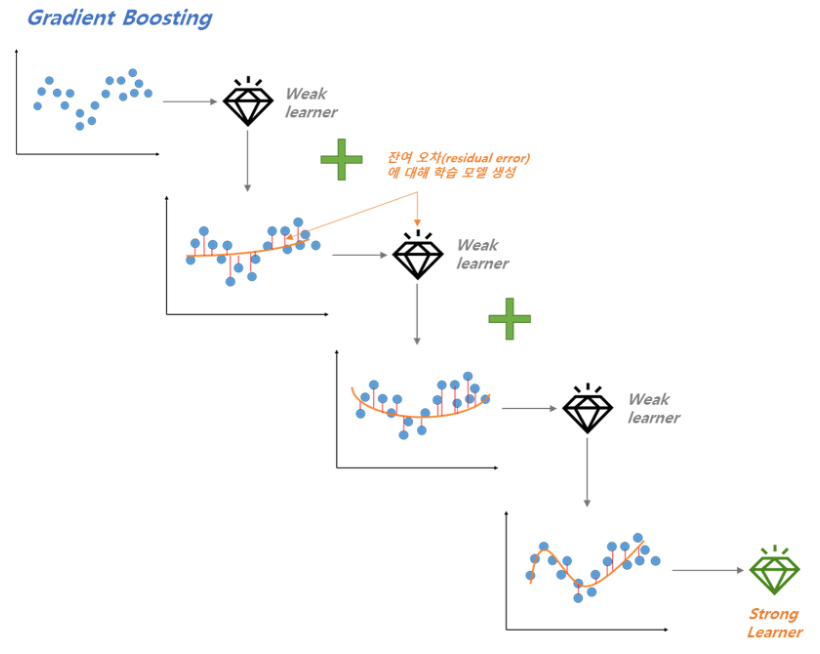 Gradient Boosting
Weak
learner
잔여 오차(residual error)
에 대해 학습 모델 생성
Weak
learner
Weak
learner
Strong
Learner